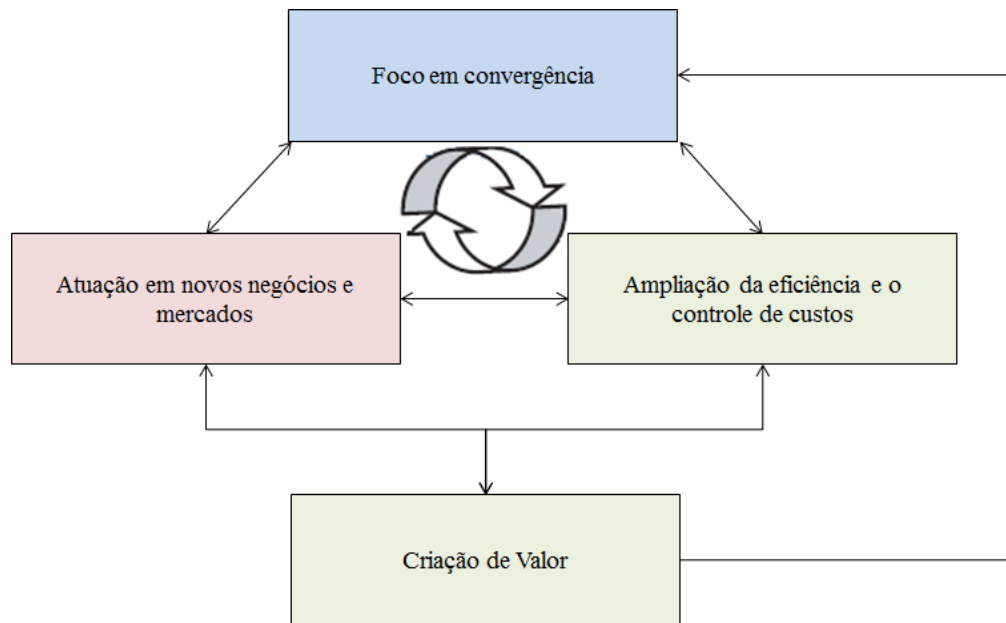 Foco em convergência
Atuação em novos negócios e
mercados
Ampliação da eficiência e o
controle de custos
Criação de Valor